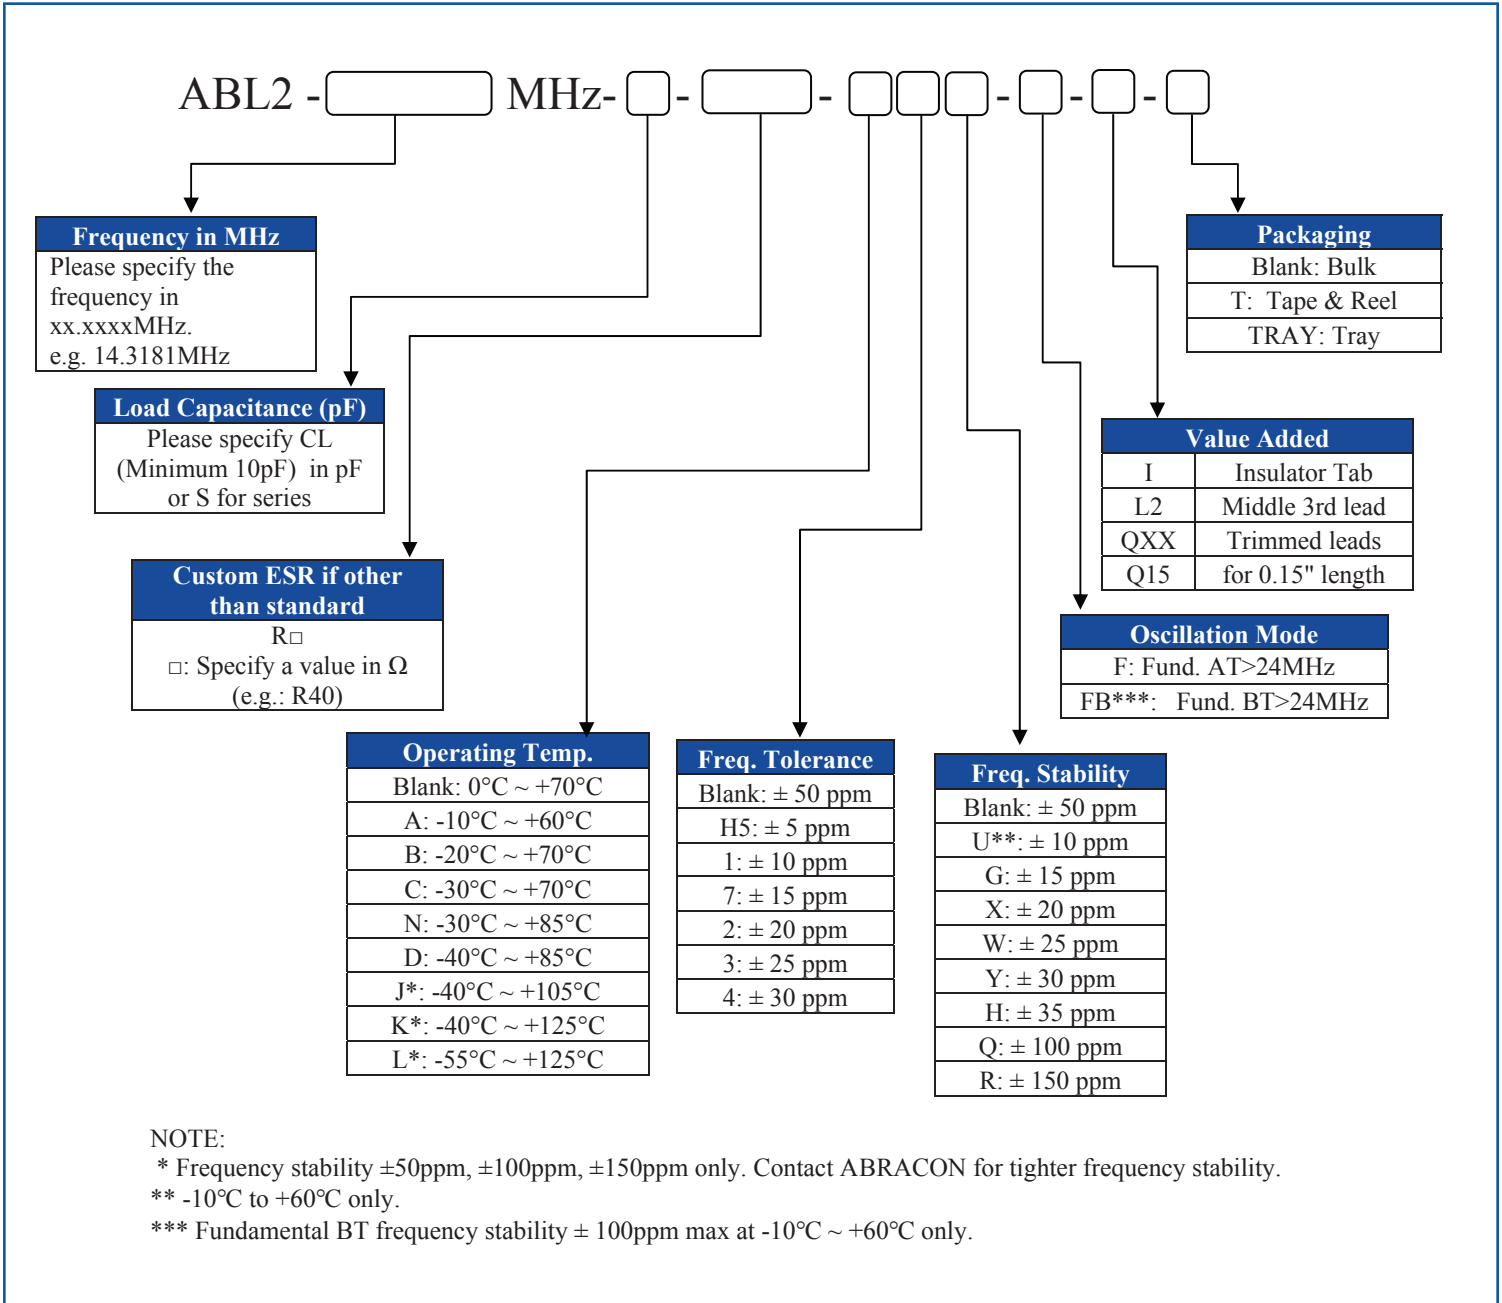 ABL2 - MHz- - - - - -
Frequency in MHz
Please specify the
frequency in
xx.xxxxMHz.
e.g. 14.3181MHz
Load Capacitance (pF)
Please specify CL
(Minimum 10pF) in pF
or S for series
Custom ESR if other
than standard
R□
□: Specify a value in Ω
(e.g.: R40)
Operating Temp.
Blank: 0°C ~ +70°C
A: -10°C ~ +60°C
B: -20°C ~ +70°C
C: -30°C ~ +70°C
N: -30°C ~ +85°C
D: -40°C ~ +85°C
J*: -40°C ~ +105°C
K*: -40°C ~ +125°C
L*: -55°C ~ +125°C
Freq. Tolerance
Blank: ± 50 ppm
H5: ± 5 ppm
1: ± 10 ppm
7: ± 15 ppm
2: ± 20 ppm
3: ± 25 ppm
4: ± 30 ppm
Freq. Stability
Blank: ± 50 ppm
U**: ± 10 ppm
G: ± 15 ppm
X: ± 20 ppm
W: ± 25 ppm
Y: ± 30 ppm
H: ± 35 ppm
Q: ± 100 ppm
R: ± 150 ppm
Oscillation Mode
F: Fund. AT>24MHz
FB***: Fund. BT>24MHz
Value Added
I Insulator Tab
L2 Middle 3rd lead
QXX Trimmed leads
Q15 for 0.15" length
Packaging
Blank: Bulk
T: Tape & Reel
TRAY: Tray
NOTE:
* Frequency stability ±50ppm, ±100ppm, ±150ppm only. Contact ABRACON for tighter frequency stability.
** -10°C to +60°C only.
*** Fundamental BT frequency stability ± 100ppm max at -10°C ~ +60°C only.